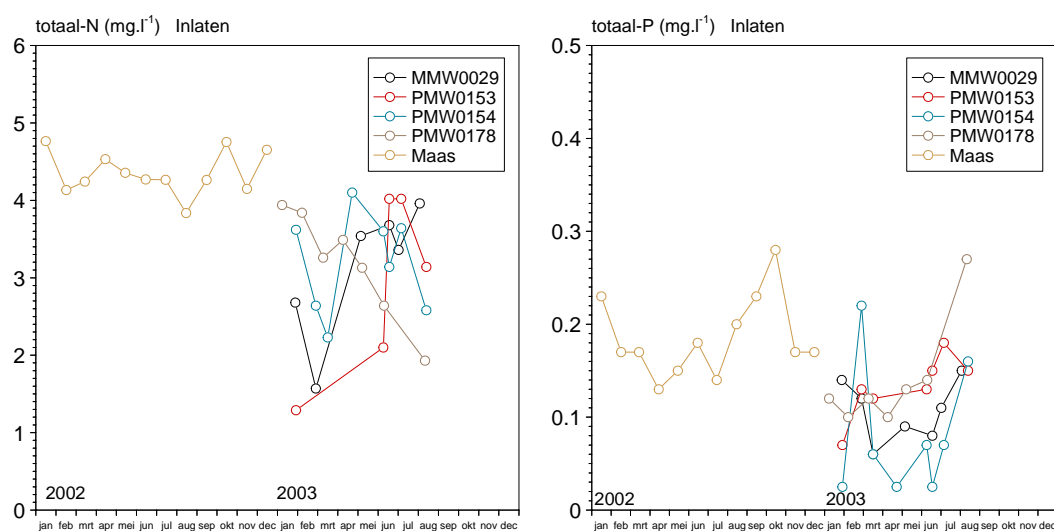 totaal-N (mg.l⁻¹) Inlaten
6
5
4
3
2
1
0
MMW0029
PMW0153
PMW0154
PMW0178
Maas
2002
2003
jan feb mrt apr mei jun jul aug sep okt nov dec jan feb mrt apr mei jun jul aug sep okt nov dec
totaal-P (mg.l⁻¹) Inlaten
0.5
0.4
0.3
0.2
0.1
0
MMW0029
PMW0153
PMW0154
PMW0178
Maas
2002
2003
jan feb mrt apr mei jun jul aug sep okt nov dec jan feb mrt apr mei jun jul aug sep okt nov dec